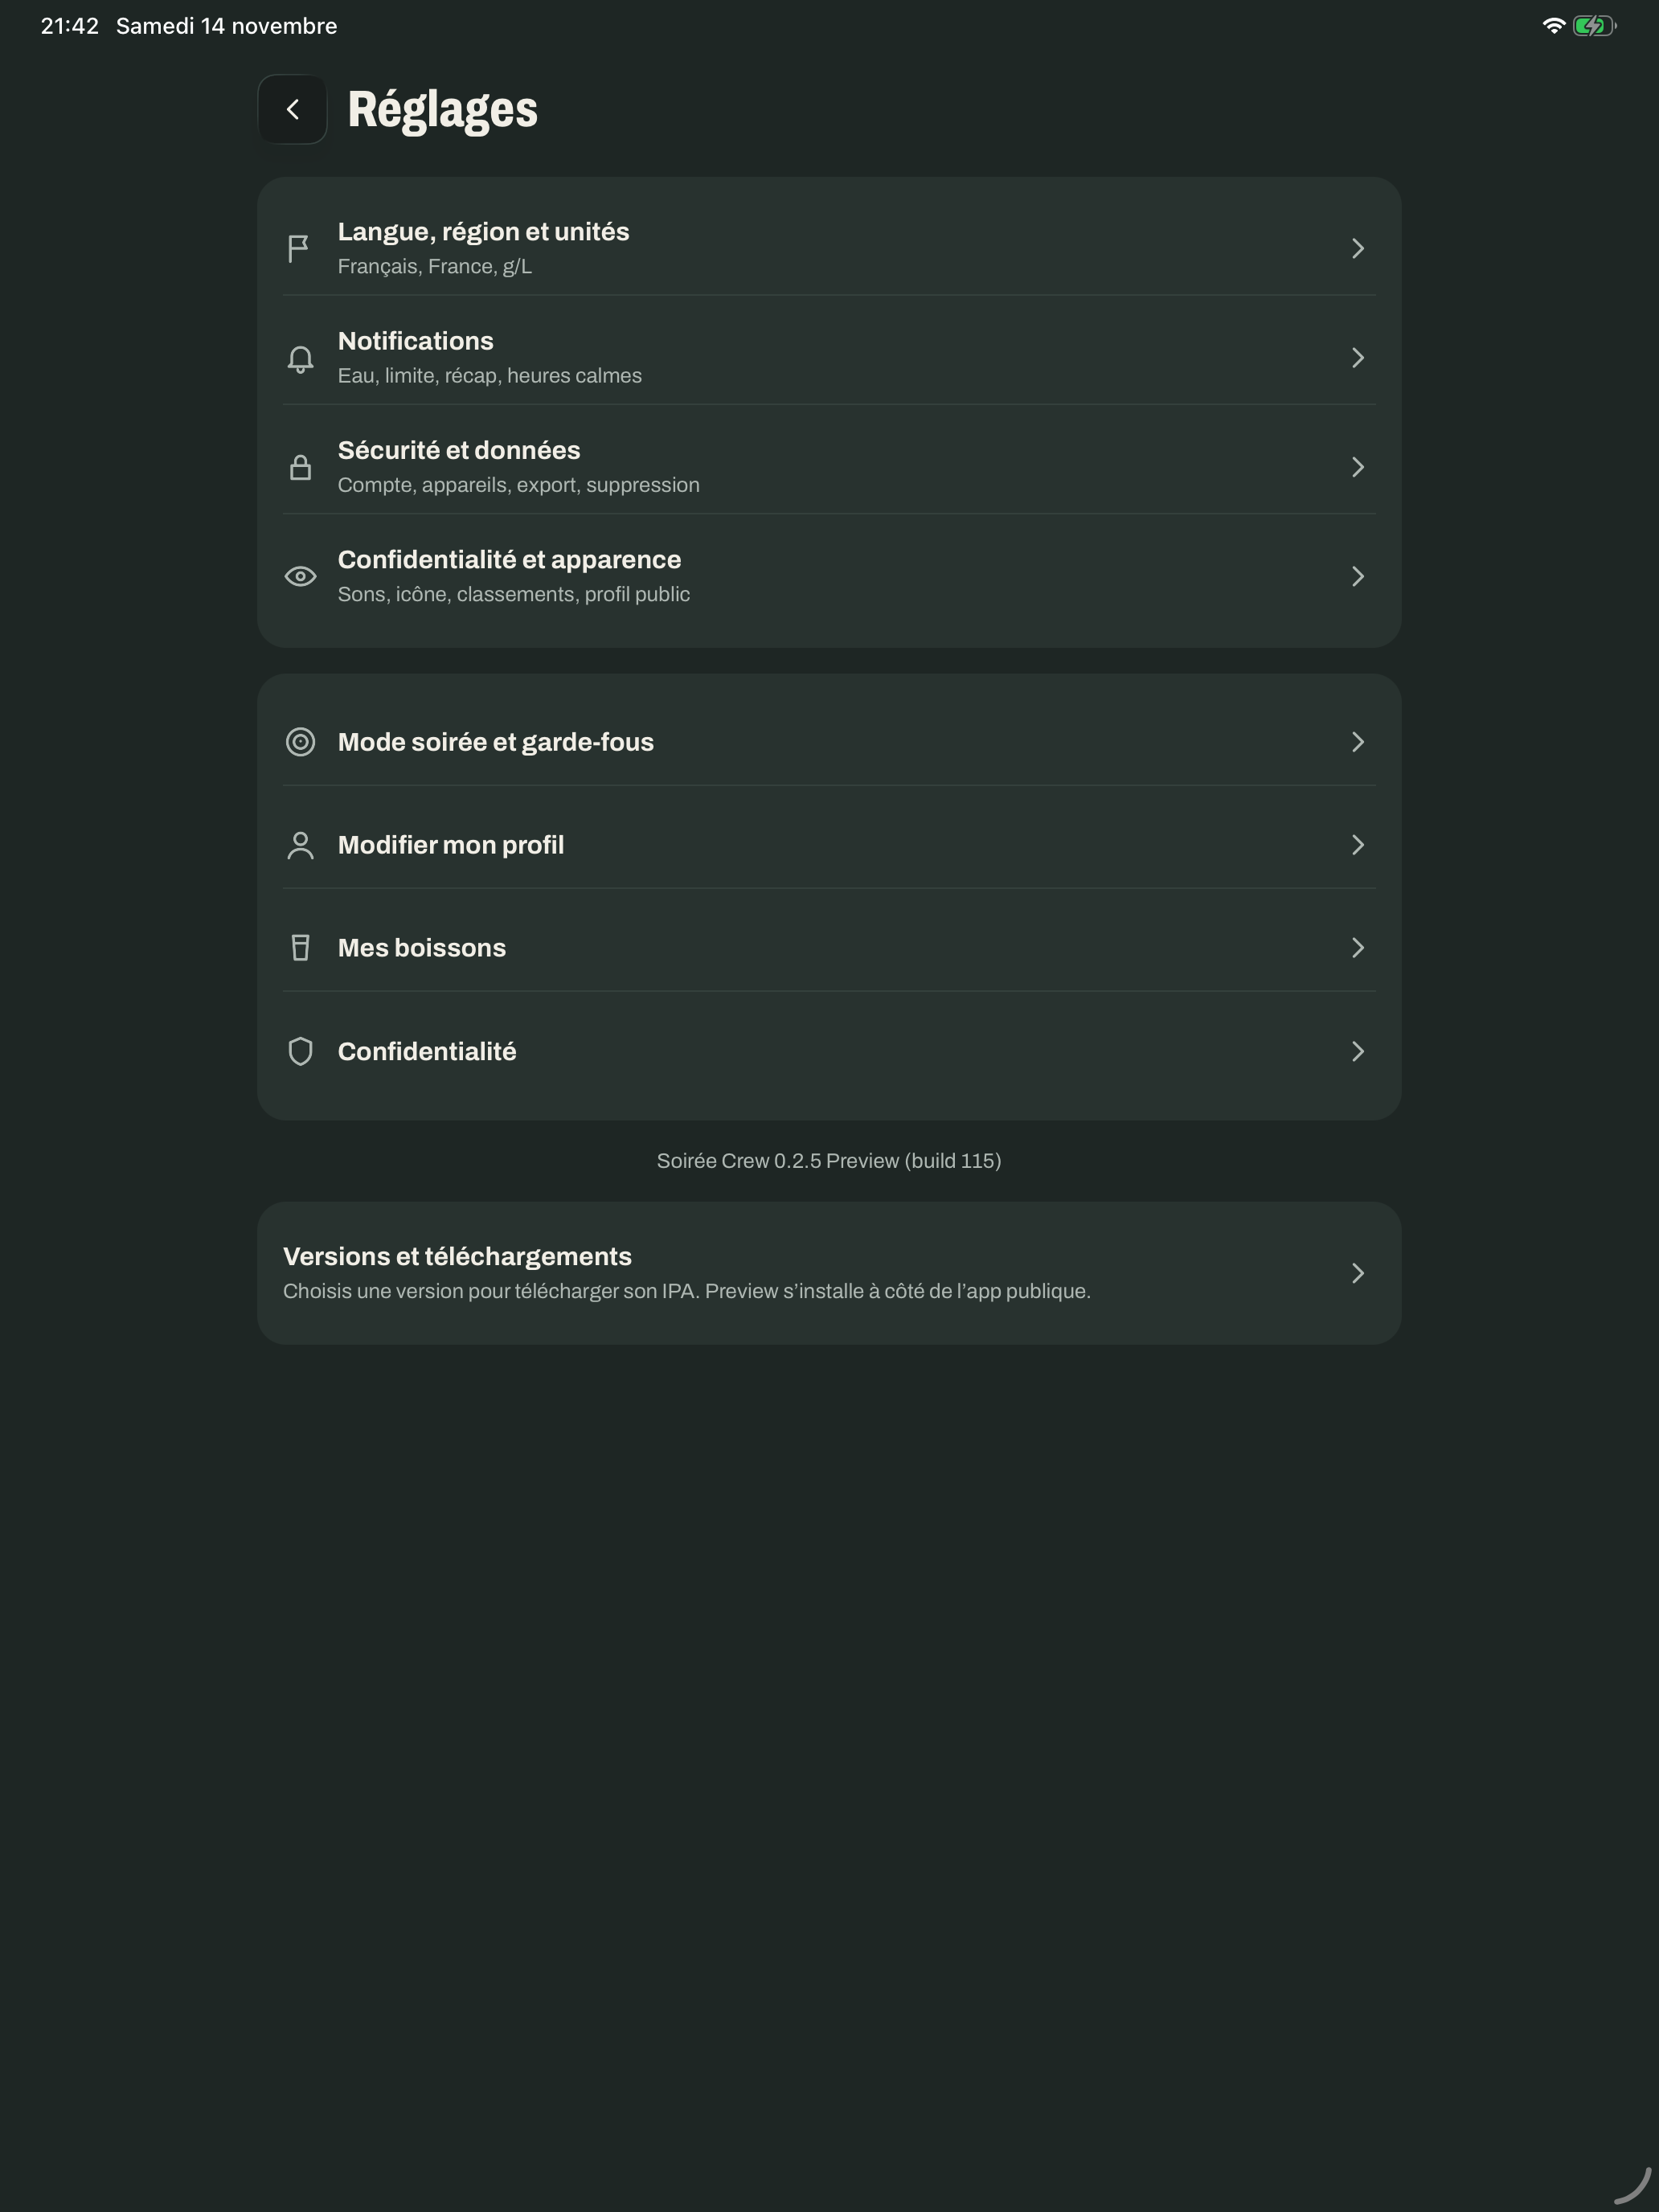 21:42 Samedi 14 novembre
Réglages
Langue, région et unités
Français, France, g/L
Notifications
Eau, limite, récap, heures calmes
Sécurité et données
Compte, appareils, export, suppression
Confidentialité et apparence
Sons, icône, classements, profil public
Mode soirée et garde-fous
Modifier mon profil
Mes boissons
Confidentialité
Soirée Crew 0.2.5 Preview (build 115)
Versions et téléchargements
Choisis une version pour télécharger son IPA. Preview s’installe à côté de l’app publique.